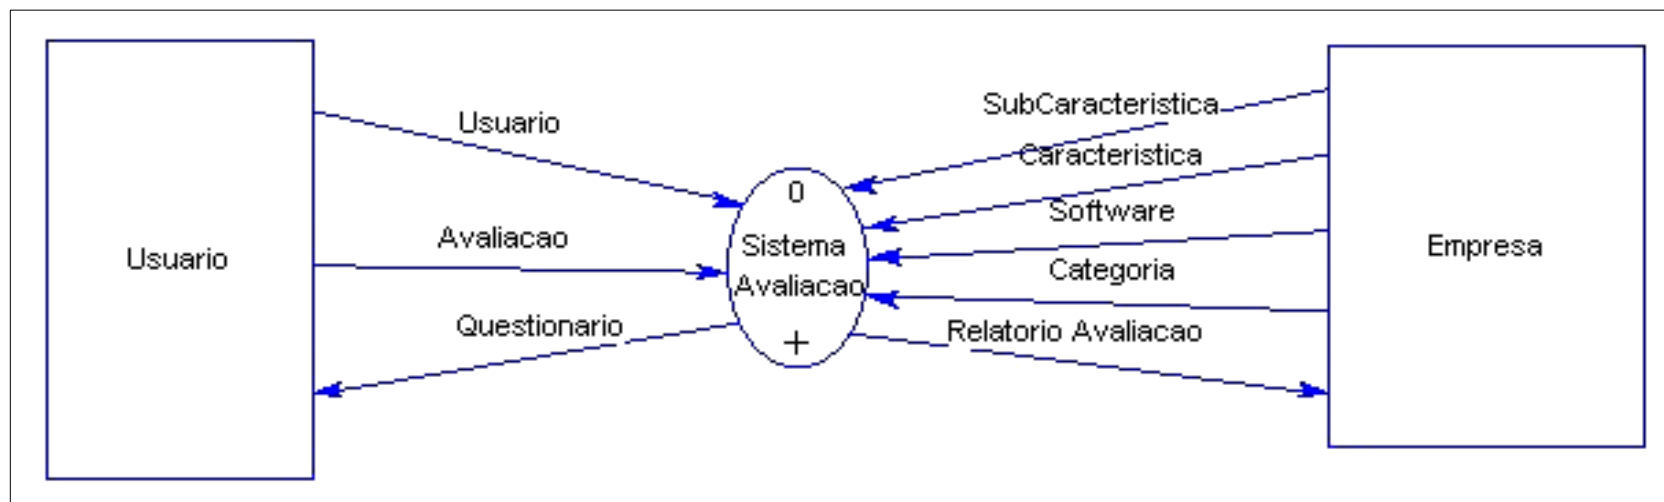 Usuario
Usuario
Avaliacao
Questionario
0
Sistema
Avaliacao
+
SubCaracteristica
Caracteristica
Software
Categoria
Relatorio Avaliacao
Empresa